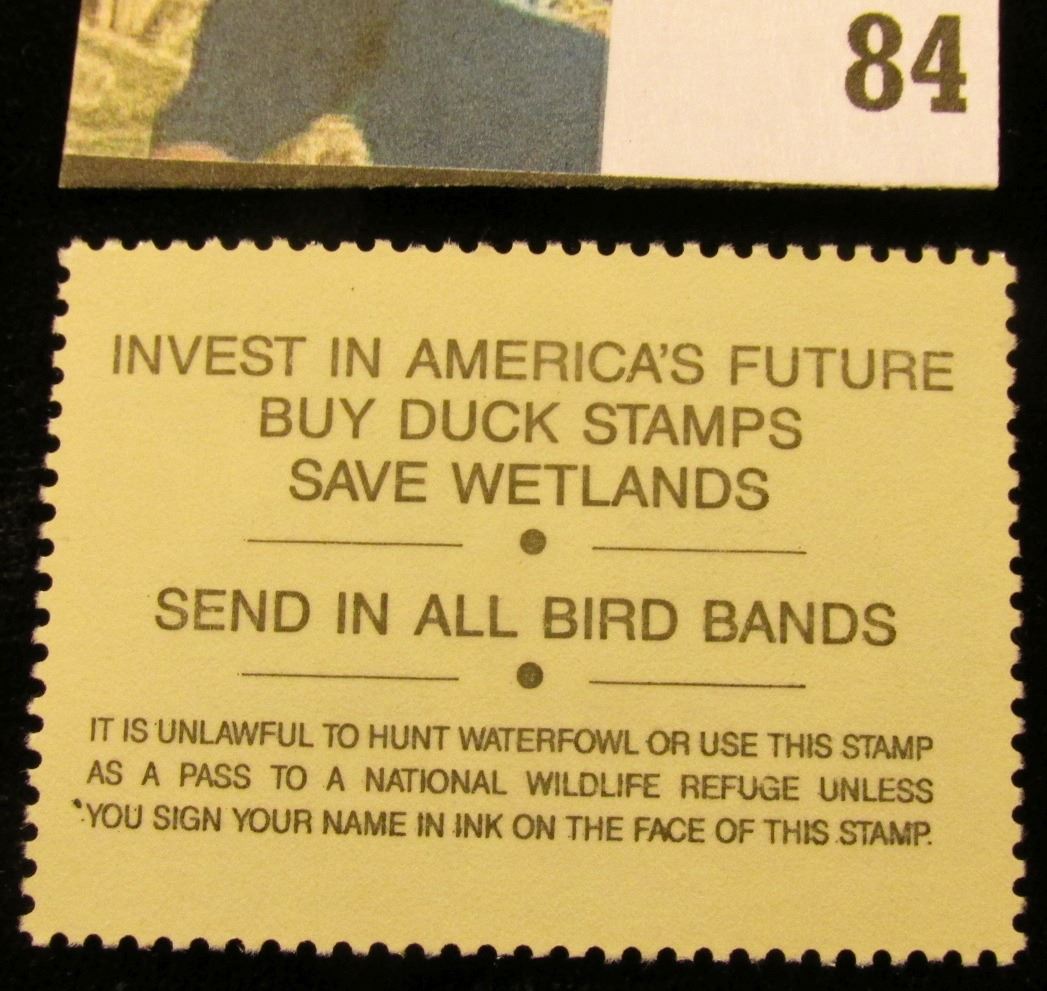 84
INVEST IN AMERICA'S FUTURE
BUY DUCK STAMPS
SAVE WETLANDS
SEND IN ALL BIRD BANDS
IT IS UNLAWFUL TO HUNT WATERFOWL OR USE THIS STAMP
AS A PASS TO A NATIONAL WILDLIFE REFUGE UNLESS
YOU SIGN YOUR NAME IN INK ON THE FACE OF THIS STAMP.